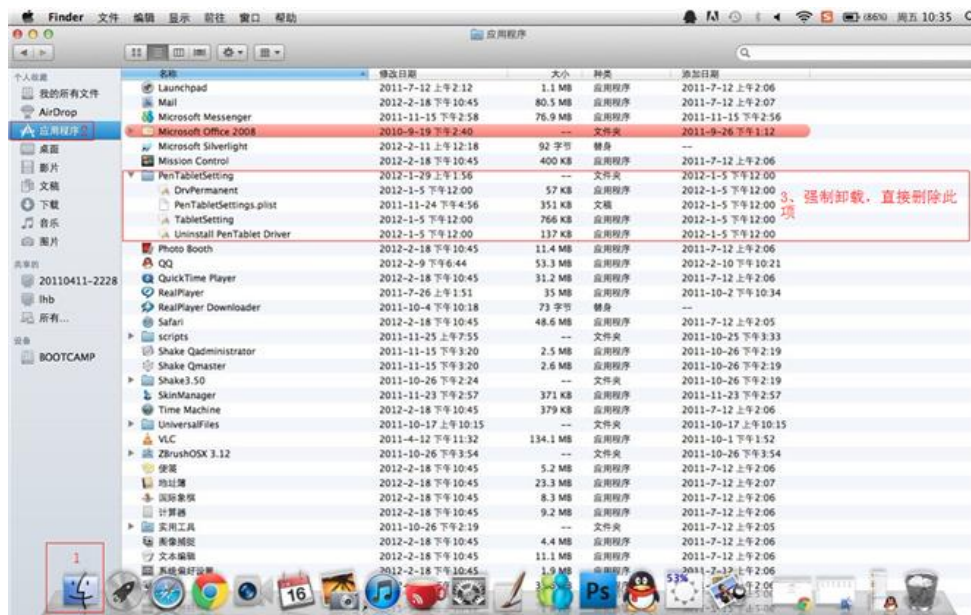 Finder 文件 编辑 显示 前往 窗口 帮助 (86%) 周五 10:35
应用程序
个人收藏
我的所有文件
AirDrop
应用程序 2
桌面
影片
文稿
下载
音乐
图片
共享的
20110411-2228
lhb
所有...
设备
BOOTCAMP
名称 修改日期 大小 种类 添加日期
Launchpad 2011-7-12 上午2:12 1.1 MB 应用程序 2011-7-12 上午2:06
Mail 2012-2-18 下午10:45 80.5 MB 应用程序 2011-7-12 上午2:07
Microsoft Messenger 2011-11-15 下午2:58 76.9 MB 应用程序 2011-11-15 下午2:56
Microsoft Office 2008 2010-9-19 下午2:40 -- 文件夹 2011-9-26 下午1:12
Microsoft Silverlight 2012-2-11 上午12:18 92 字节 替身 --
Mission Control 2012-2-18 下午10:45 400 KB 应用程序 2011-7-12 上午2:06
PenTabletSetting 2012-1-29 上午1:56 -- 文件夹 2012-1-5 下午12:00
DrvPermanent 2012-1-5 下午12:00 57 KB 应用程序 2012-1-5 下午12:00
PenTabletSettings.plist 2011-11-24 下午4:56 351 KB 文稿 2012-1-5 下午12:00
TabletSetting 2012-1-5 下午12:00 766 KB 应用程序 2012-1-5 下午12:00
Uninstall PenTablet Driver 2012-1-5 下午12:00 137 KB 应用程序 2012-1-5 下午12:00
3、强制卸载，直接删除此
项
Photo Booth 2012-2-18 下午10:45 11.4 MB 应用程序 2011-7-12 上午2:06
QQ 2012-2-9 下午6:44 53.3 MB 应用程序 2012-2-10 下午10:21
QuickTime Player 2012-2-18 下午10:45 31.2 MB 应用程序 2011-7-12 上午2:06
RealPlayer 2011-7-26 上午1:51 35 MB 应用程序 2011-10-2 下午10:34
RealPlayer Downloader 2011-10-4 下午10:18 73 字节 替身 --
Safari 2012-2-18 下午10:45 48.6 MB 应用程序 2011-7-12 上午2:05
scripts 2011-11-25 上午7:55 -- 文件夹 2011-10-25 下午3:33
Shake Qadministrator 2011-11-15 下午3:20 2.5 MB 应用程序 2011-10-26 下午2:19
Shake Qmaster 2011-11-15 下午3:20 2.6 MB 应用程序 2011-10-26 下午2:19
Shake3.50 2011-10-26 下午2:24 -- 文件夹 2011-10-26 下午2:19
SkinManager 2011-11-23 下午2:57 371 KB 应用程序 2011-11-23 下午2:57
Time Machine 2012-2-18 下午10:45 379 KB 应用程序 2011-7-12 上午2:06
UniversalFiles 2011-10-17 上午10:15 -- 文件夹 2011-10-17 上午10:15
VLC 2011-4-12 下午11:32 134.1 MB 应用程序 2011-10-1 下午1:52
ZBrushOSX 3.12 2011-10-26 下午3:54 -- 文件夹 2011-10-26 下午3:54
便笺 2012-2-18 下午10:45 5.2 MB 应用程序 2011-7-12 上午2:06
地址簿 2012-2-18 下午10:45 23.3 MB 应用程序 2011-7-12 上午2:07
国际象棋 2012-2-18 下午10:45 8.3 MB 应用程序 2011-7-12 上午2:06
计算器 2012-2-18 下午10:45 9.2 MB 应用程序 2011-7-12 上午2:06
实用工具 2011-10-26 下午2:19 -- 文件夹 2011-7-12 上午2:05
图像捕捉 2012-2-18 下午10:45 4.4 MB 应用程序 2011-7-12 上午2:06
文本编辑 2012-2-18 下午10:45 11.1 MB 应用程序 2011-7-12 上午2:06
系统偏好设置 2012-2-18 下午10:45 1.9 MB 应用程序 2011-7-12 上午2:06
1
16
Ps
53%